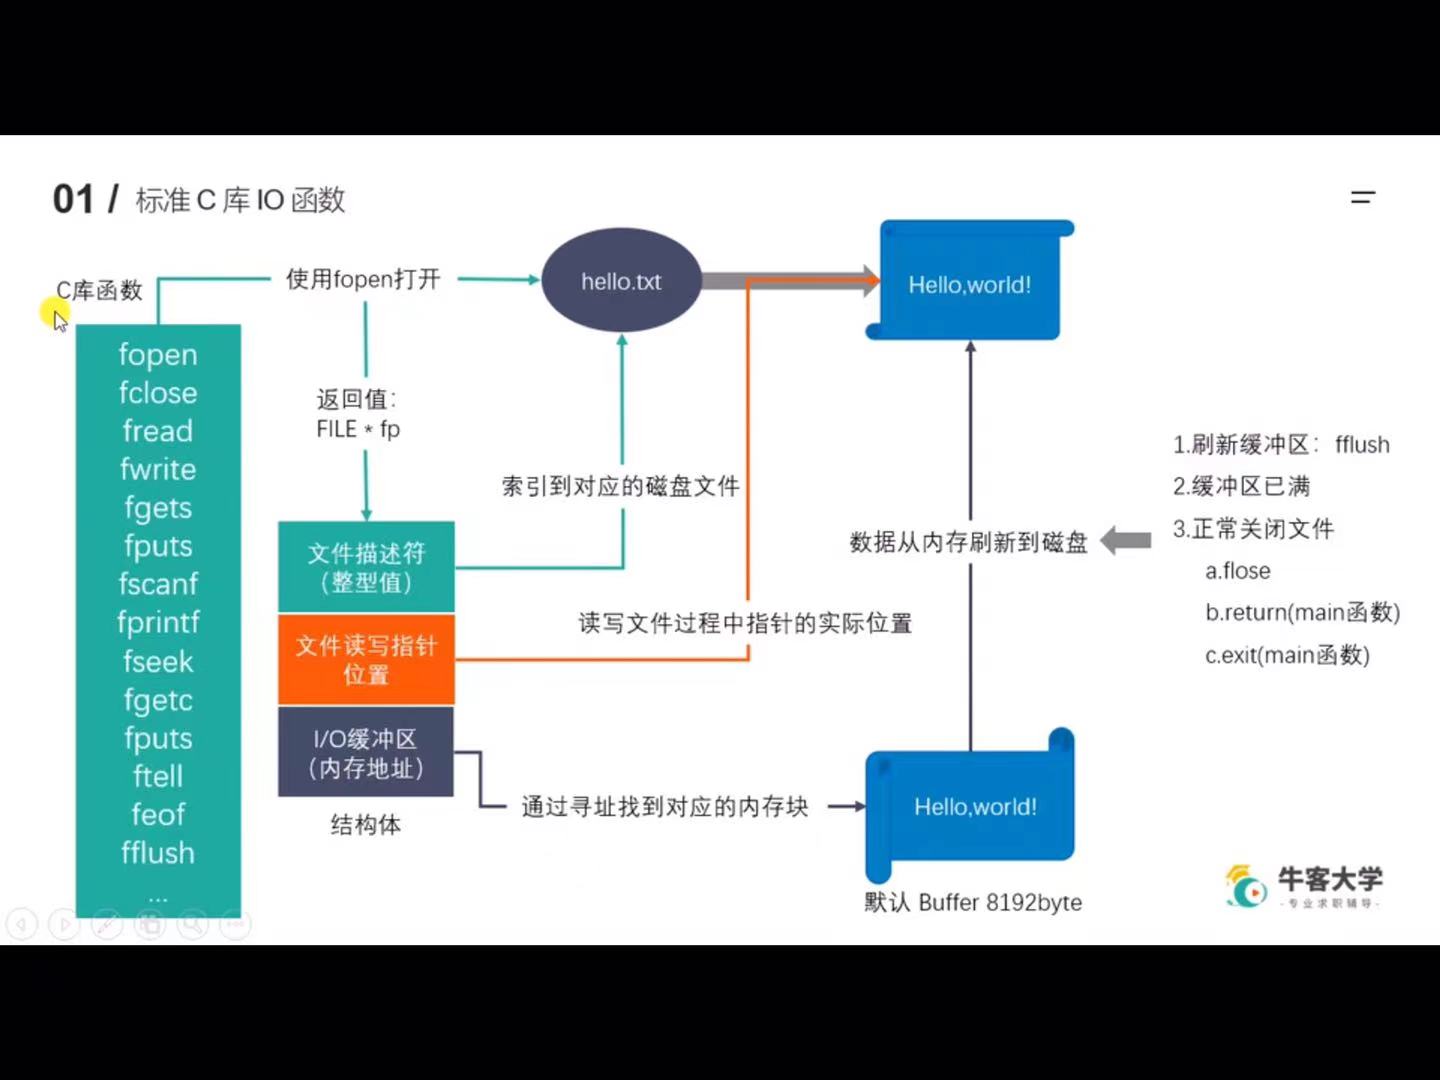 01 / 标准 C 库 IO 函数
C库函数
fopen
fclose
fread
fwrite
fgets
fputs
fscanf
fprintf
fseek
fgetc
fputs
ftell
feof
fflush
...
使用fopen打开
返回值：
FILE * fp
文件描述符
（整型值）
文件读写指针
位置
I/O缓冲区
（内存地址）
结构体
hello.txt
索引到对应的磁盘文件
读写文件过程中指针的实际位置
通过寻址找到对应的内存块
Hello,world!
数据从内存刷新到磁盘
Hello,world!
默认 Buffer 8192byte
1.刷新缓冲区：fflush
2.缓冲区已满
3.正常关闭文件
a.flose
b.return(main函数)
c.exit(main函数)
牛客大学
-专业求职辅导-